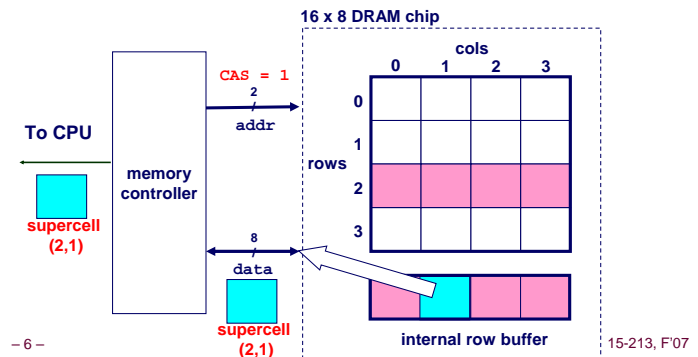 16 x 8 DRAM chip
cols
0 1 2 3
CAS = 1
2
addr
0
1
rows
2
3
To CPU
memory
controller
supercell
(2,1)
8
data
supercell
(2,1)
internal row buffer
– 6 –
15-213, F'07